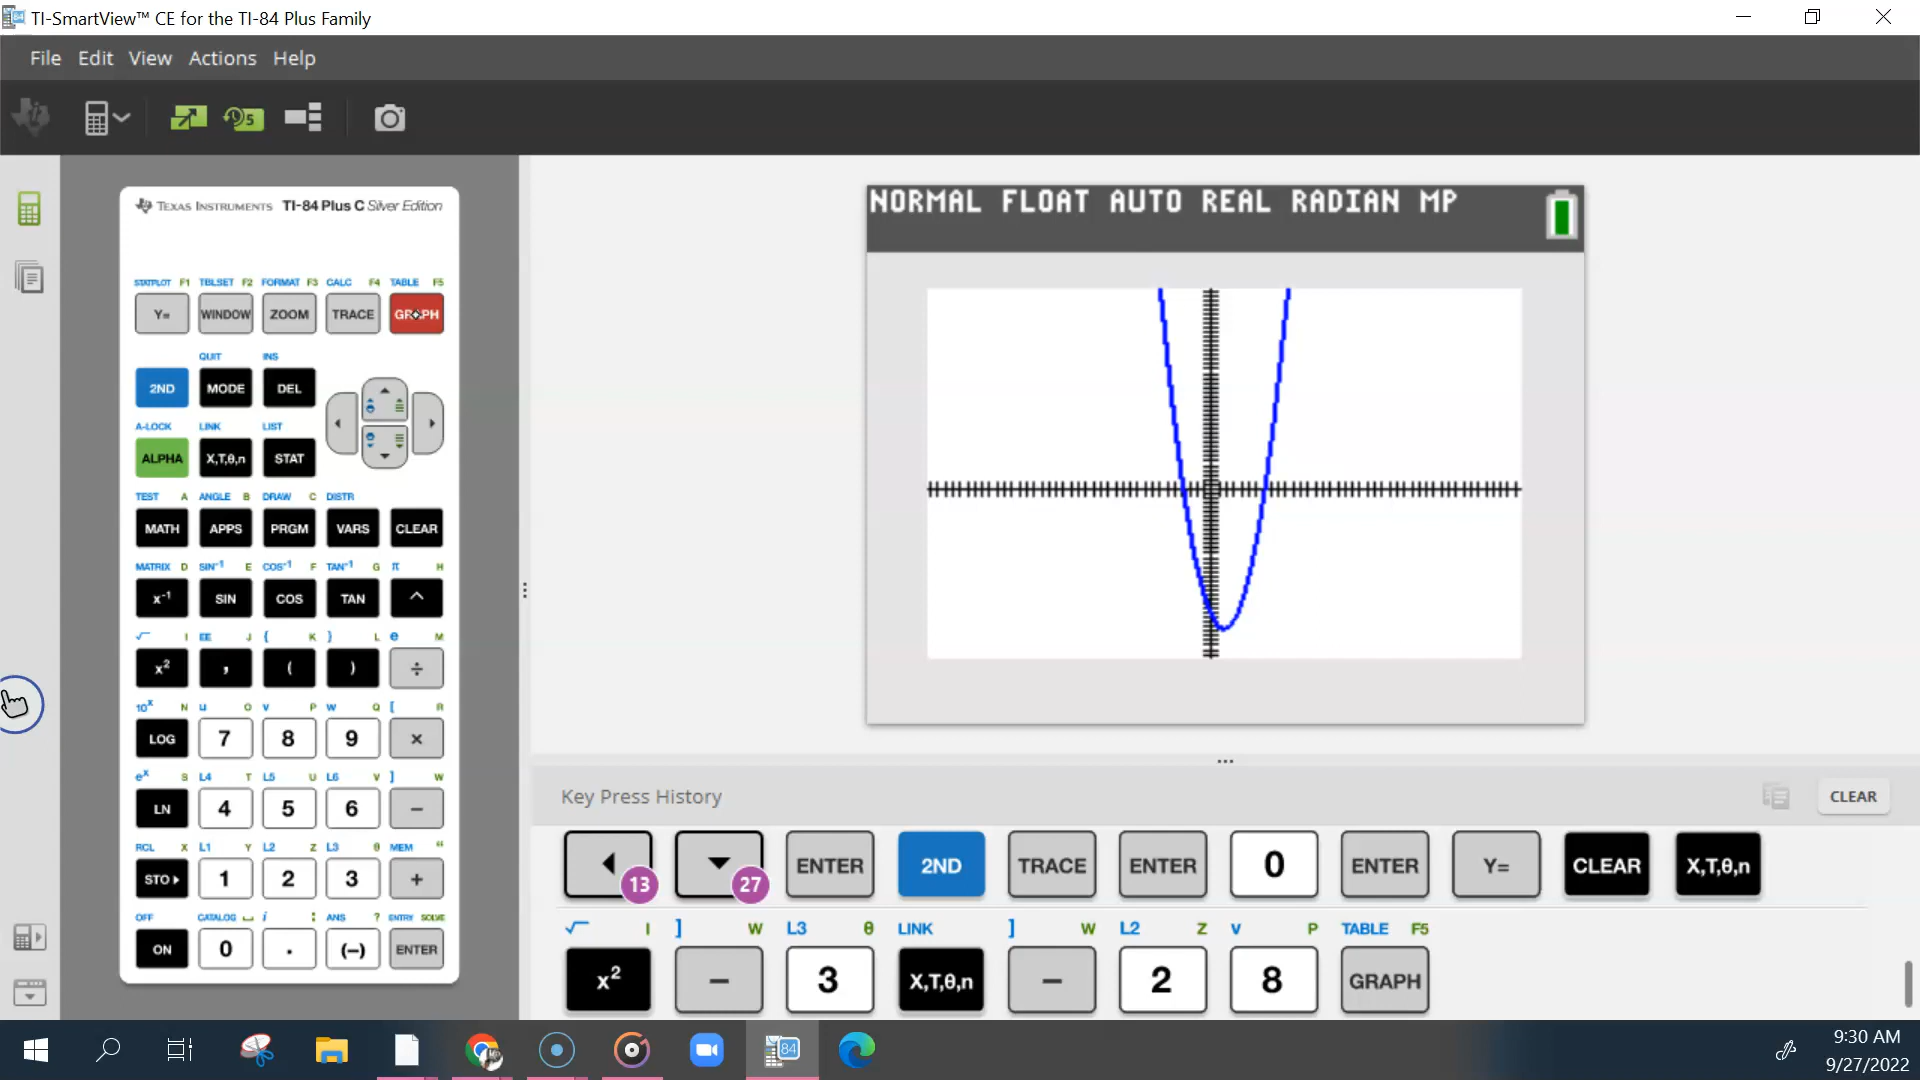 TI-SmartView™ CE for the TI-84 Plus Family
File Edit View Actions Help
5
TEXAS INSTRUMENTS TI-84 Plus C Silver Edition
STATPLOT F1 TBLSET F2 FORMAT F3 CALC F4 TABLE F5
Y= WINDOW ZOOM TRACE GRAPH
QUIT INS
2ND MODE DEL
A-LOCK LINK LIST
ALPHA X,T,θ,n STAT
TEST A ANGLE B DRAW C DISTR
MATH APPS PRGM VARS CLEAR
MATRIX D SIN⁻¹ E COS⁻¹ F TAN⁻¹ G π H
x⁻¹ SIN COS TAN ^
√ I EE J { K } L e M
x² , ( ) ÷
10ˣ N u O v P w Q [ R
LOG 7 8 9 ×
eˣ S L4 T L5 U L6 V ] W
LN 4 5 6 −
RCL X L1 Y L2 Z L3 θ MEM "
STO▸ 1 2 3 +
OFF CATALOG ⎵ i : ANS ? ENTRY SOLVE
ON 0 . (−) ENTER
NORMAL FLOAT AUTO REAL RADIAN MP
Key Press History
CLEAR
13 27 ENTER 2ND TRACE ENTER 0 ENTER Y= CLEAR X,T,θ,n
√ I ] W L3 θ LINK ] W L2 Z v P TABLE F5
x² − 3 X,T,θ,n − 2 8 GRAPH
84
9:30 AM
9/27/2022